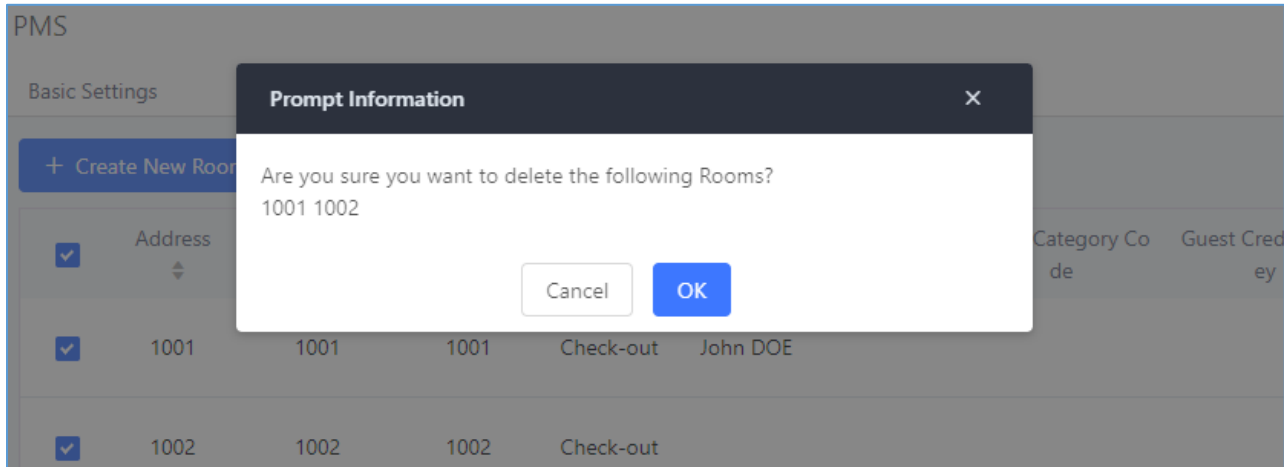 PMS
Basic Settings
Prompt Information
+ Create New Roo
Are you sure you want to delete the following Rooms?
1001 1002
Cancel
OK
Address
Category Co
de
Guest Cred
ey
1001 1001 1001 Check-out John DOE
1002 1002 1002 Check-out